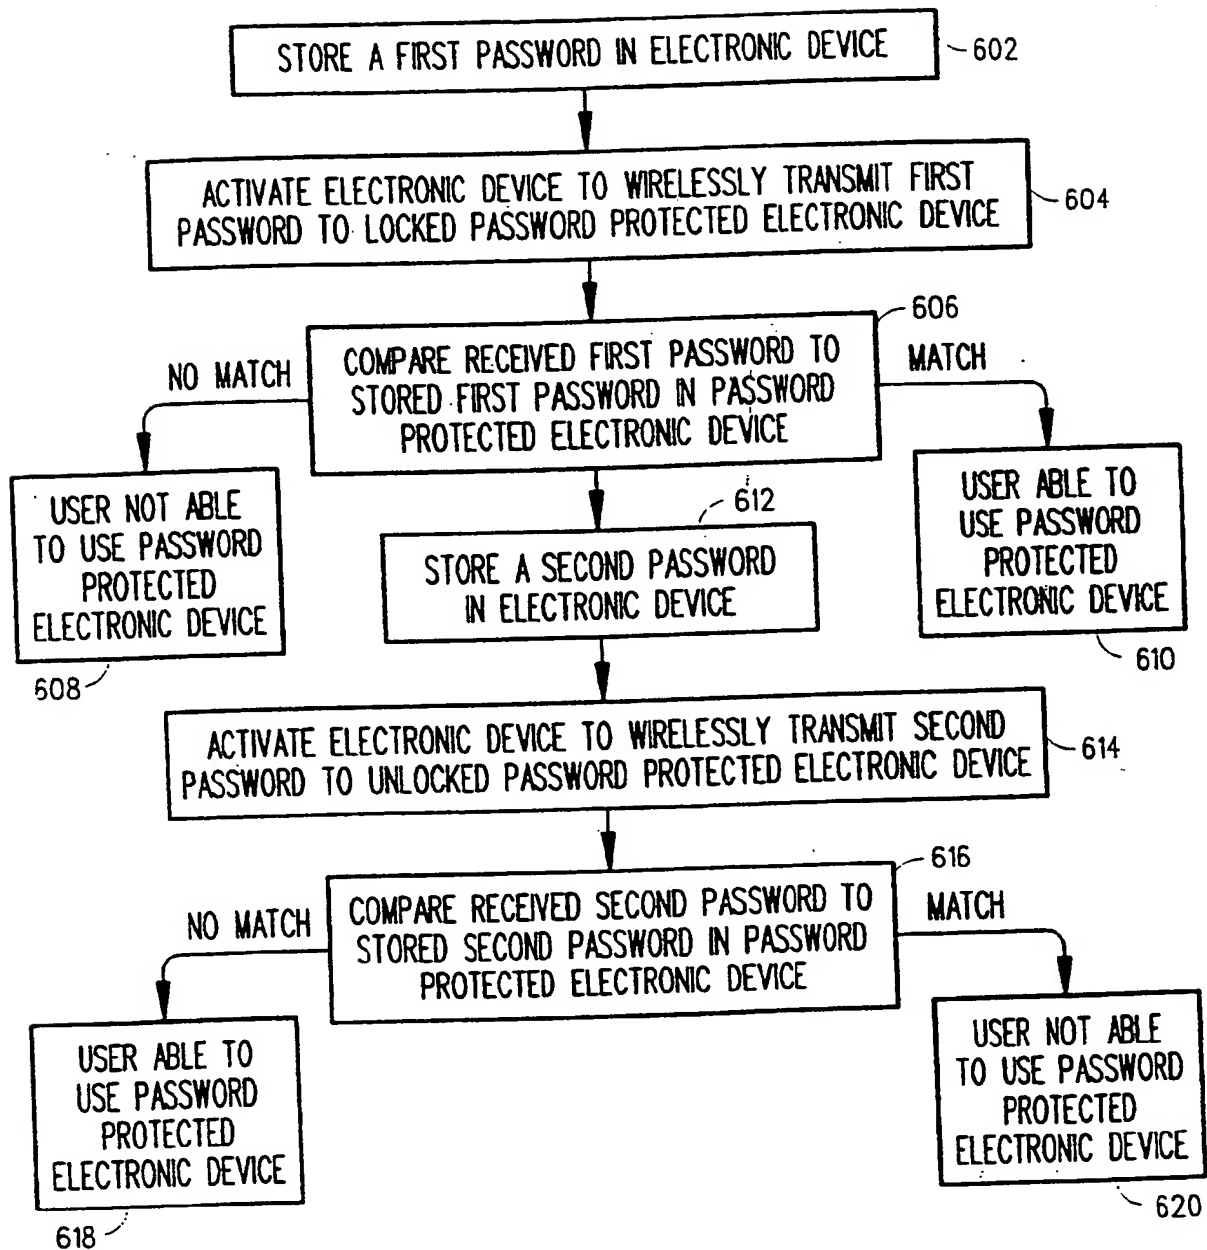 STORE A FIRST PASSWORD IN ELECTRONIC DEVICE
602
ACTIVATE ELECTRONIC DEVICE TO WIRELESSLY TRANSMIT FIRST
PASSWORD TO LOCKED PASSWORD PROTECTED ELECTRONIC DEVICE
604
606
COMPARE RECEIVED FIRST PASSWORD TO
STORED FIRST PASSWORD IN PASSWORD
PROTECTED ELECTRONIC DEVICE
NO MATCH
MATCH
USER NOT ABLE
TO USE PASSWORD
PROTECTED
ELECTRONIC DEVICE
608
USER ABLE TO
USE PASSWORD
PROTECTED
ELECTRONIC DEVICE
610
612
STORE A SECOND PASSWORD
IN ELECTRONIC DEVICE
ACTIVATE ELECTRONIC DEVICE TO WIRELESSLY TRANSMIT SECOND
PASSWORD TO UNLOCKED PASSWORD PROTECTED ELECTRONIC DEVICE
614
616
COMPARE RECEIVED SECOND PASSWORD TO
STORED SECOND PASSWORD IN PASSWORD
PROTECTED ELECTRONIC DEVICE
NO MATCH
MATCH
USER ABLE TO
USE PASSWORD
PROTECTED
ELECTRONIC DEVICE
618
USER NOT ABLE
TO USE PASSWORD
PROTECTED
ELECTRONIC DEVICE
620